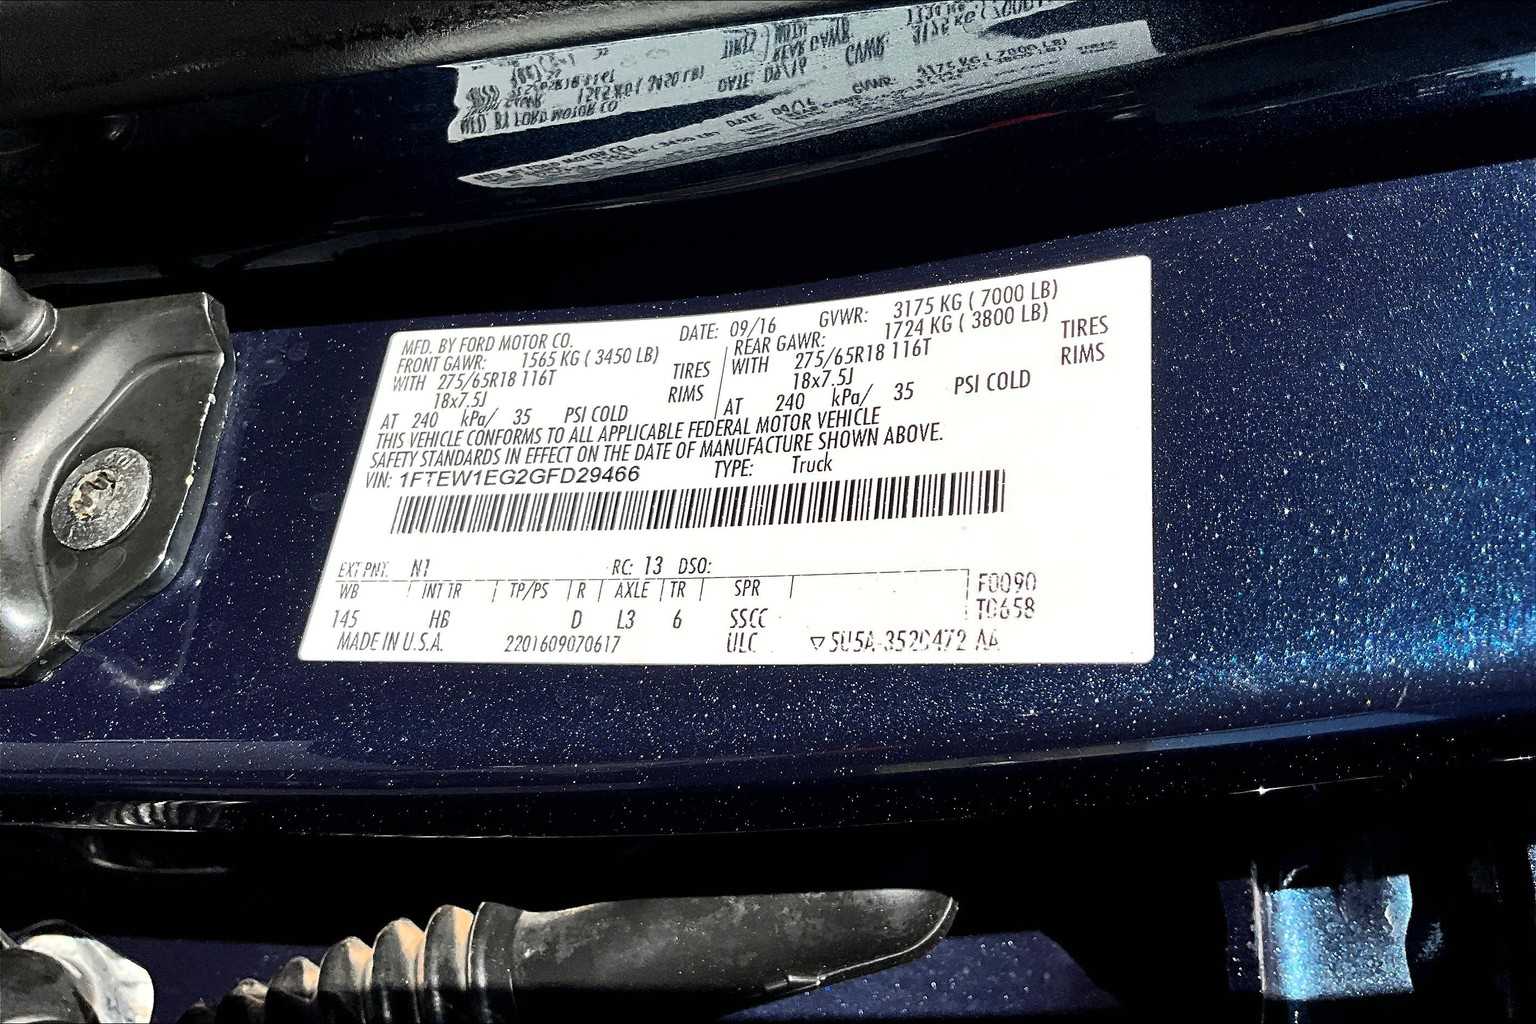 MFD. BY FORD MOTOR CO. DATE: 09/16 GVWR: 3175 KG ( 7000 LB)
FRONT GAWR: 1565 KG ( 3450 LB) REAR GAWR: 1724 KG ( 3800 LB)
WITH 275/65R18 116T TIRES WITH 275/65R18 116T TIRES
18x7.5J RIMS 18x7.5J RIMS
AT 240 kPa/ 35 PSI COLD AT 240 kPa/ 35 PSI COLD
THIS VEHICLE CONFORMS TO ALL APPLICABLE FEDERAL MOTOR VEHICLE
SAFETY STANDARDS IN EFFECT ON THE DATE OF MANUFACTURE SHOWN ABOVE.
VIN: 1FTEW1EG2GFD29466 TYPE: Truck
EXT PNT: N1 RC: 13 DSO:
WB INT TR TP/PS R AXLE TR SPR F0090
145 HB D L3 6 SSCC T0658
MADE IN U.S.A. 2201609070617 ULC ▽SU5A-3520472-AA